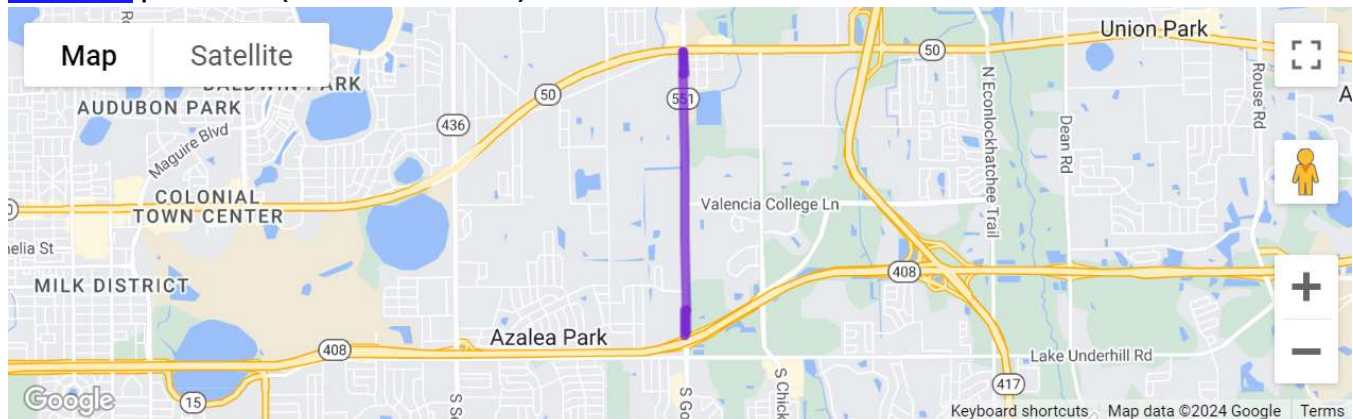 Map
Satellite
Union Park
50
50
551
436
BALDWIN PARK
AUDUBON PARK
Maguire Blvd
COLONIAL
TOWN CENTER
N Econlockhatchee Trail
Dean Rd
Rouse Rd
Valencia College Ln
MILK DISTRICT
408
Azalea Park
408
Lake Underhill Rd
15
417
Google
Keyboard shortcuts
Map data ©2024 Google
Terms